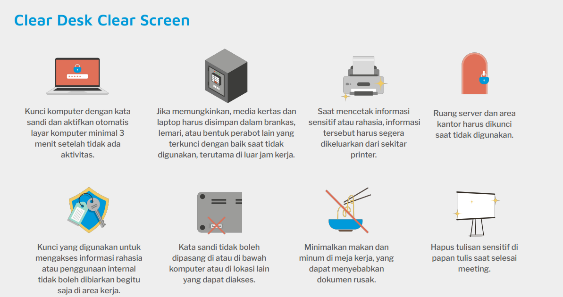 Clear Desk Clear Screen
Kunci komputer dengan kata
sandi dan aktifkan otomatis
layar komputer minimal 3
menit setelah tidak ada
aktivitas.
Jika memungkinkan, media kertas dan
laptop harus disimpan dalam brankas,
lemari, atau bentuk perabot lain yang
terkunci dengan baik saat tidak
digunakan, terutama di luar jam kerja.
Saat mencetak informasi
sensitif atau rahasia, informasi
tersebut harus segera
dikeluarkan dari sekitar
printer.
Ruang server dan area
kantor harus dikunci
saat tidak digunakan.
Kunci yang digunakan untuk
mengakses informasi rahasia
atau penggunaan internal
tidak boleh dibiarkan begitu
saja di area kerja.
Kata sandi tidak boleh
dipasang di atau di bawah
komputer atau di lokasi lain
yang dapat diakses.
Minimalkan makan dan
minum di meja kerja, yang
dapat menyebabkan
dokumen rusak.
Hapus tulisan sensitif di
papan tulis saat selesai
meeting.